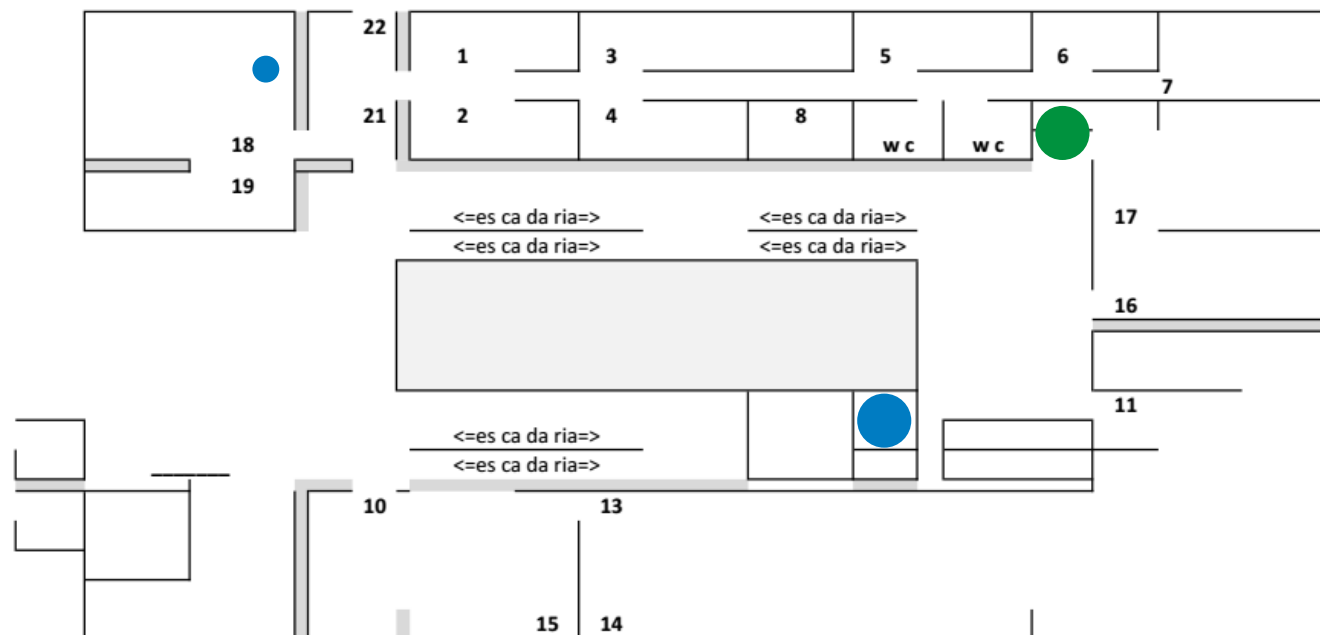 22
1 3 5 6
7
21 2 4 8
18 w c w c
19
<=es ca da ria=> <=es ca da ria=> 17
<=es ca da ria=> <=es ca da ria=>
16
11
<=es ca da ria=>
<=es ca da ria=>
10 13
15 14